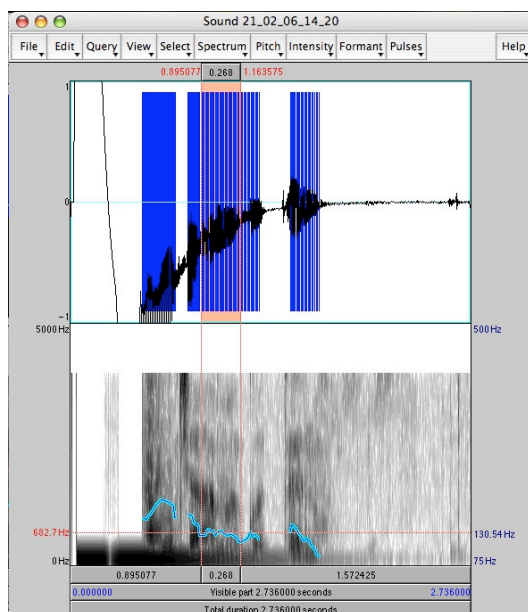 Sound 21_02_06_14_20
File Edit Query View Select Spectrum Pitch Intensity Formant Pulses Help
0.895077 0.268 1.163575
1
0
-1
5000 Hz 500 Hz
682.7 Hz 130.54 Hz
0 Hz 75 Hz
0.895077 0.268 1.572425
0.000000 Visible part 2.736000 seconds 2.736000
Total duration 2.736000 seconds